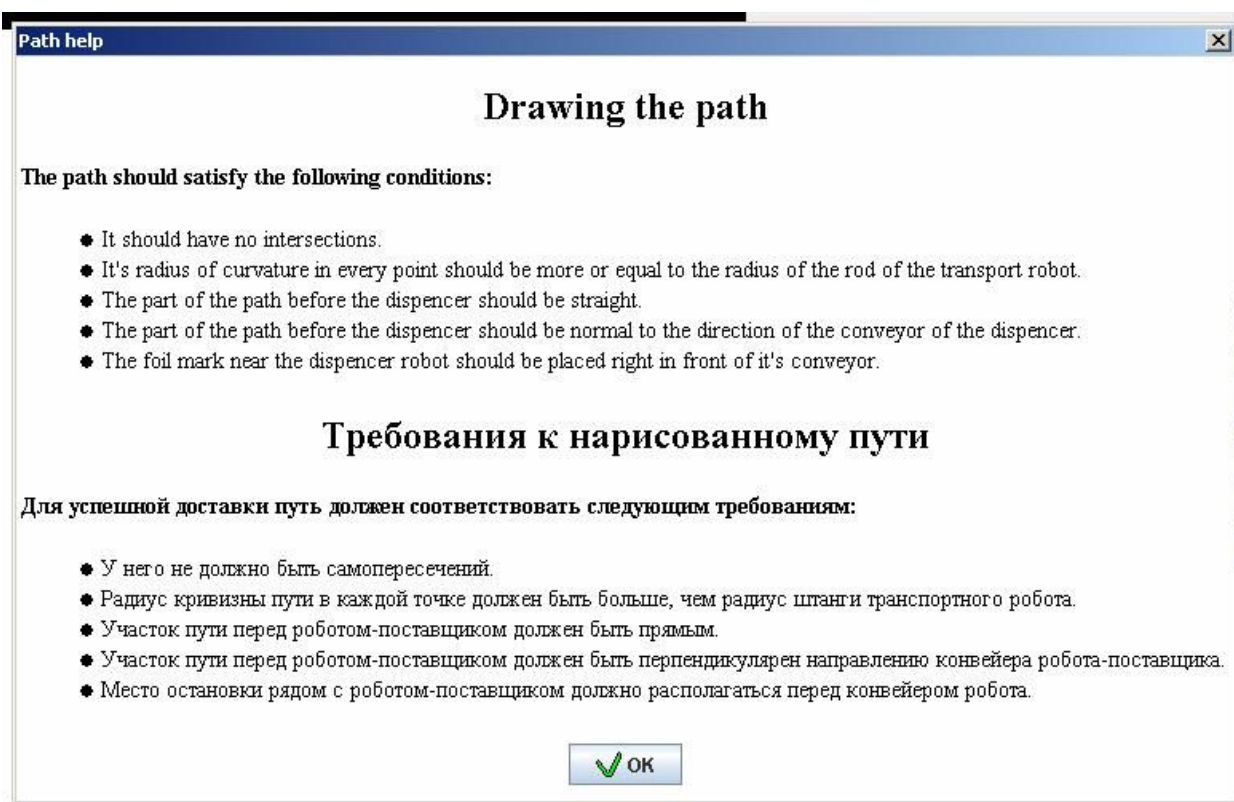 Path help
Drawing the path
The path should satisfy the following conditions:
It should have no intersections.
It's radius of curvature in every point should be more or equal to the radius of the rod of the transport robot.
The part of the path before the dispencer should be straight.
The part of the path before the dispencer should be normal to the direction of the conveyor of the dispencer.
The foil mark near the dispencer robot should be placed right in front of it's conveyor.
Требования к нарисованному пути
Для успешной доставки путь должен соответствовать следующим требованиям:
У него не должно быть самопересечений.
Радиус кривизны пути в каждой точке должен быть больше, чем радиус штанги транспортного робота.
Участок пути перед роботом-поставщиком должен быть прямым.
Участок пути перед роботом-поставщиком должен быть перпендикулярен направлению конвейера робота-поставщика.
Место остановки рядом с роботом-поставщиком должно располагаться перед конвейером робота.
OK